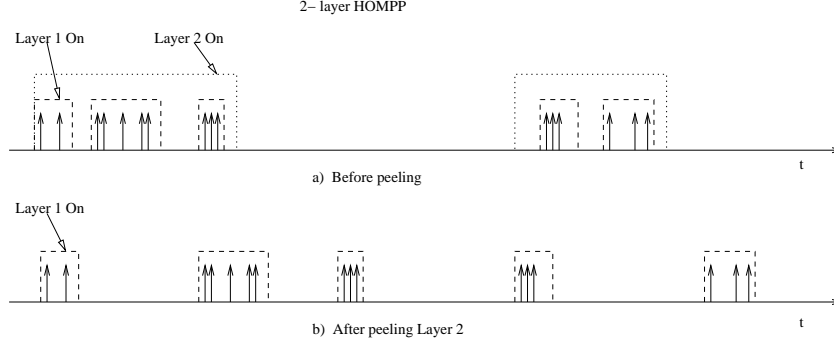 2– layer HOMPP
Layer 1 On
Layer 2 On
t
a) Before peeling
Layer 1 On
t
b) After peeling Layer 2